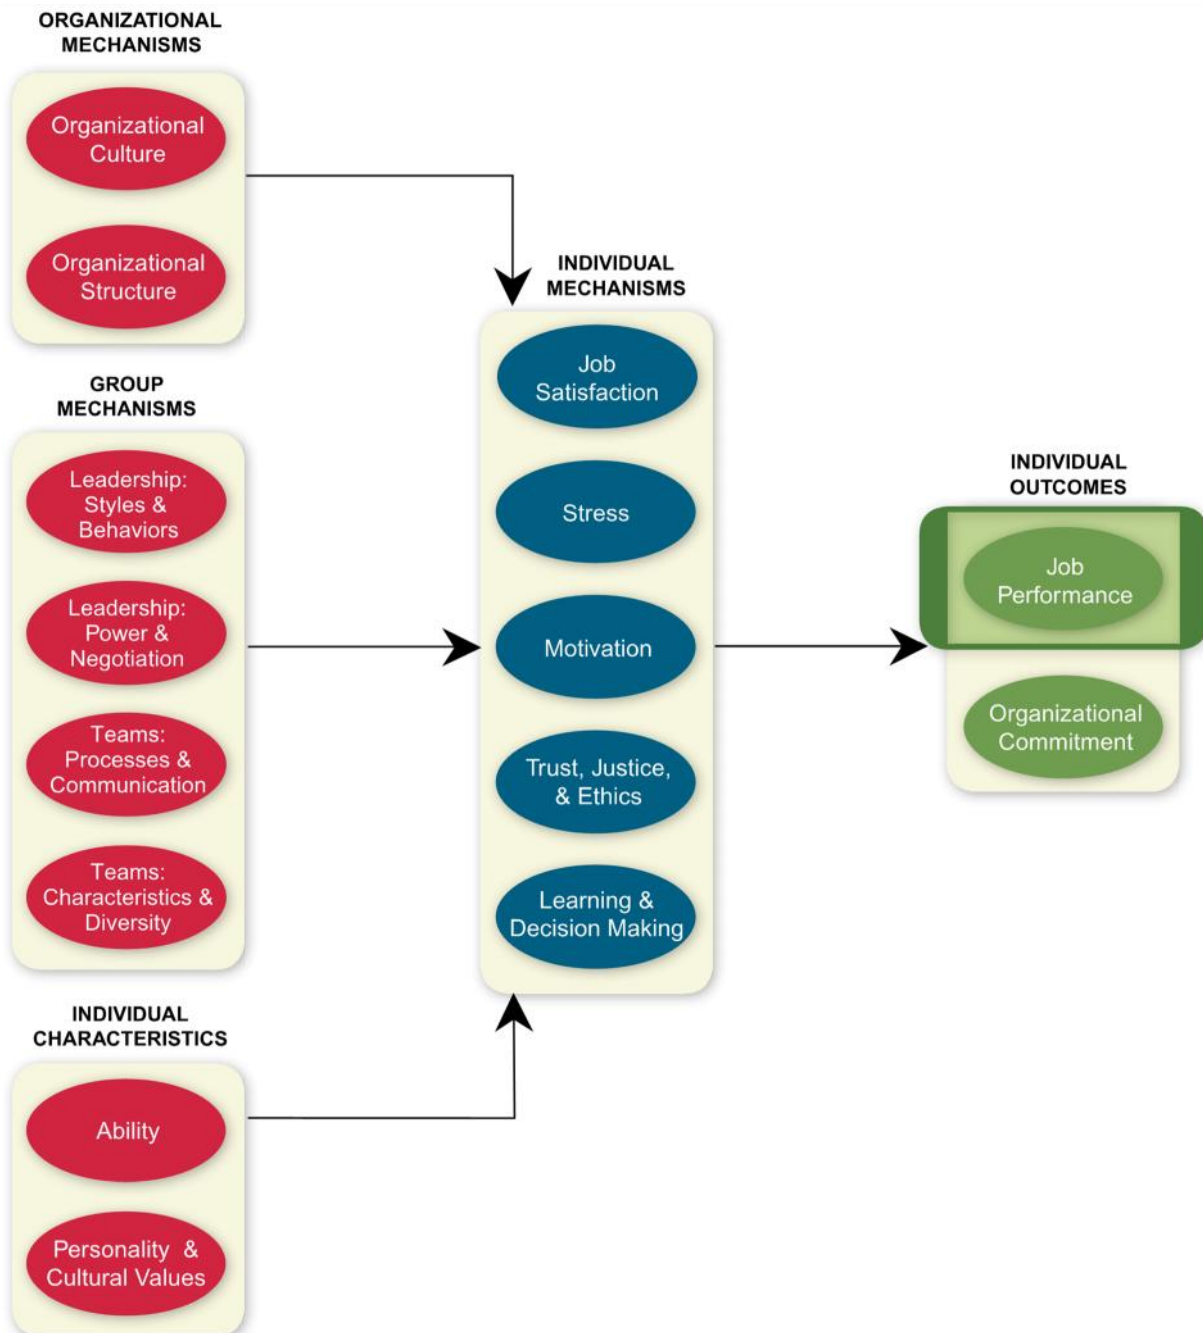 ORGANIZATIONAL
MECHANISMS
Organizational
Culture
Organizational
Structure
GROUP
MECHANISMS
Leadership:
Styles &
Behaviors
Leadership:
Power &
Negotiation
Teams:
Processes &
Communication
Teams:
Characteristics &
Diversity
INDIVIDUAL
CHARACTERISTICS
Ability
Personality &
Cultural Values
INDIVIDUAL
MECHANISMS
Job
Satisfaction
Stress
Motivation
Trust, Justice,
& Ethics
Learning &
Decision Making
INDIVIDUAL
OUTCOMES
Job
Performance
Organizational
Commitment